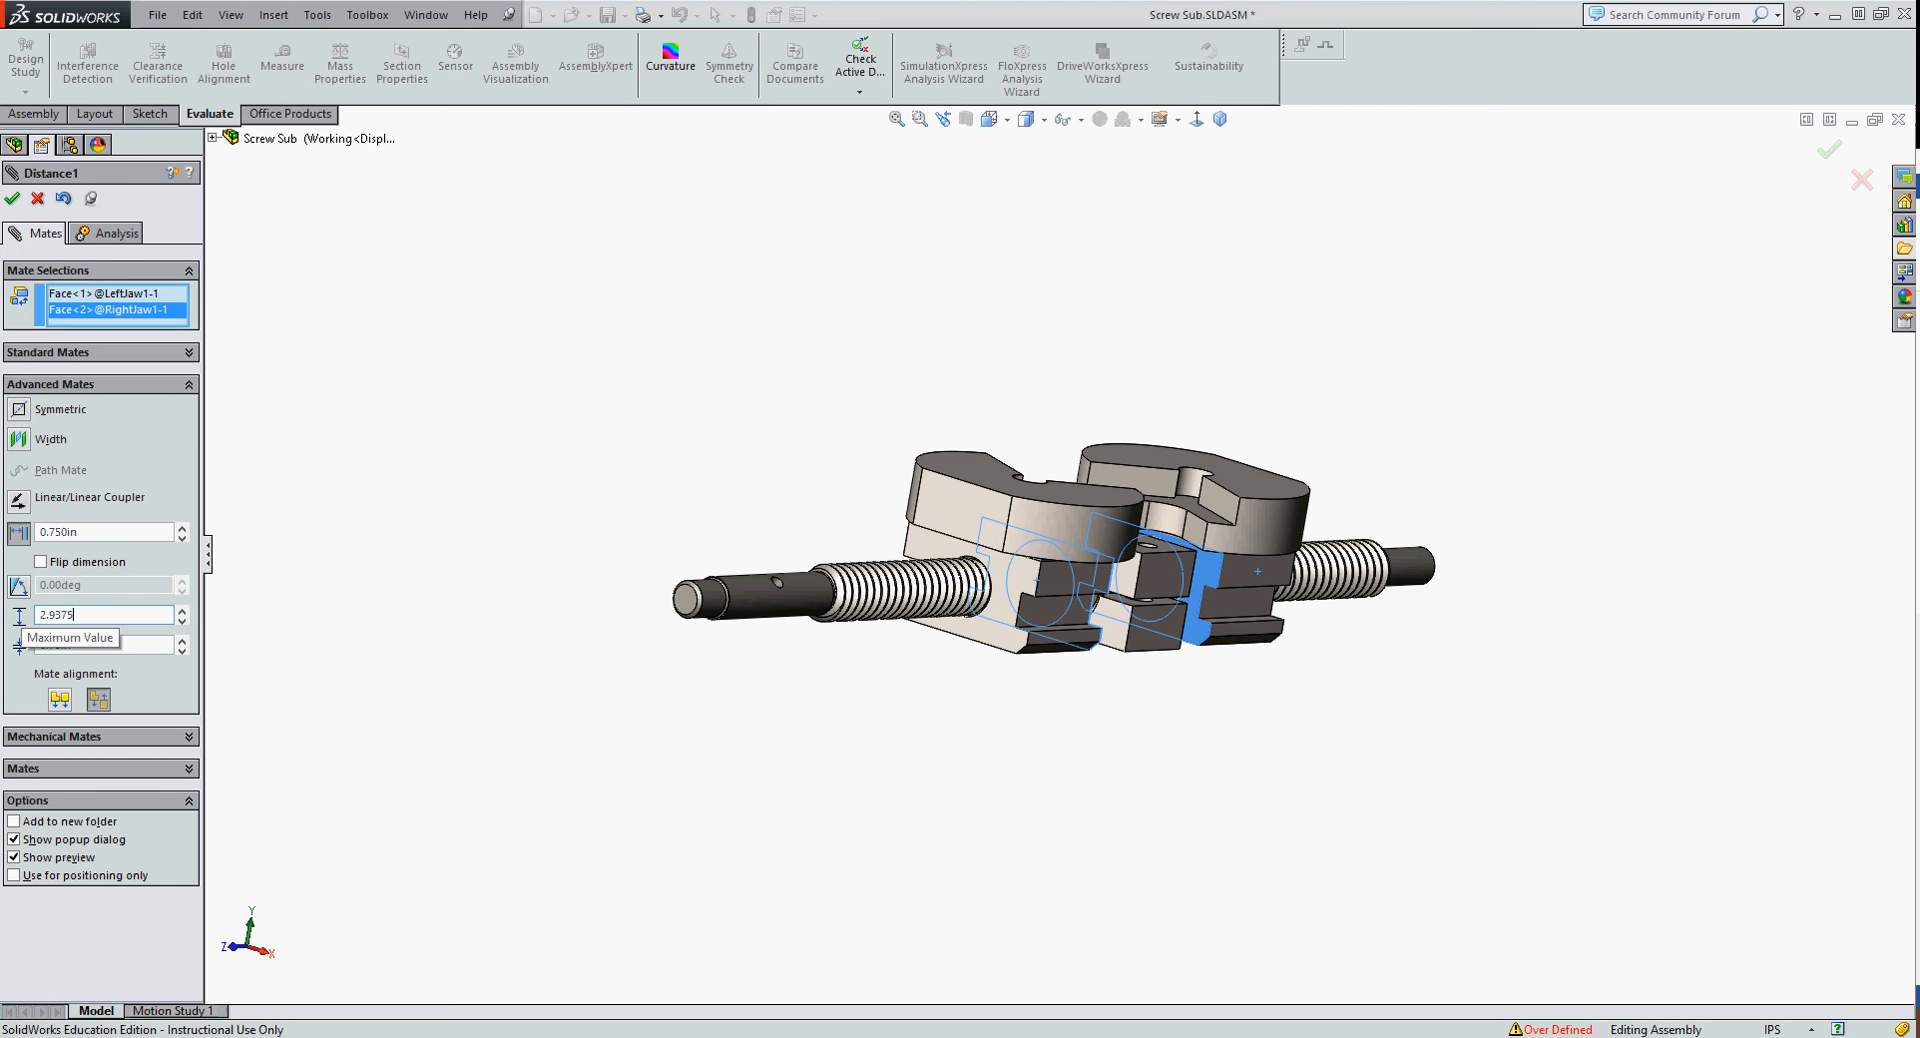 SOLIDWORKS
File Edit View Insert Tools Toolbox Window Help
Screw Sub.SLDASM *
Search Community Forum
Design Study
Interference Detection
Clearance Verification
Hole Alignment
Measure
Mass Properties
Section Properties
Sensor
Assembly Visualization
AssemblyXpert
Curvature
Symmetry Check
Compare Documents
Check Active D...
SimulationXpress Analysis Wizard
FloXpress Analysis Wizard
DriveWorksXpress Wizard
Sustainability
Assembly Layout Sketch Evaluate Office Products
Screw Sub (Working<Displ...
Distance1
Mates Analysis
Mate Selections
Face<1>@LeftJaw1-1
Face<2>@RightJaw1-1
Standard Mates
Advanced Mates
Symmetric
Width
Path Mate
Linear/Linear Coupler
0.750in
Flip dimension
0.00deg
2.9375
Maximum Value
Mate alignment:
Mechanical Mates
Mates
Options
Add to new folder
Show popup dialog
Show preview
Use for positioning only
Y
Z
X
Model Motion Study 1
SolidWorks Education Edition - Instructional Use Only
Over Defined Editing Assembly IPS